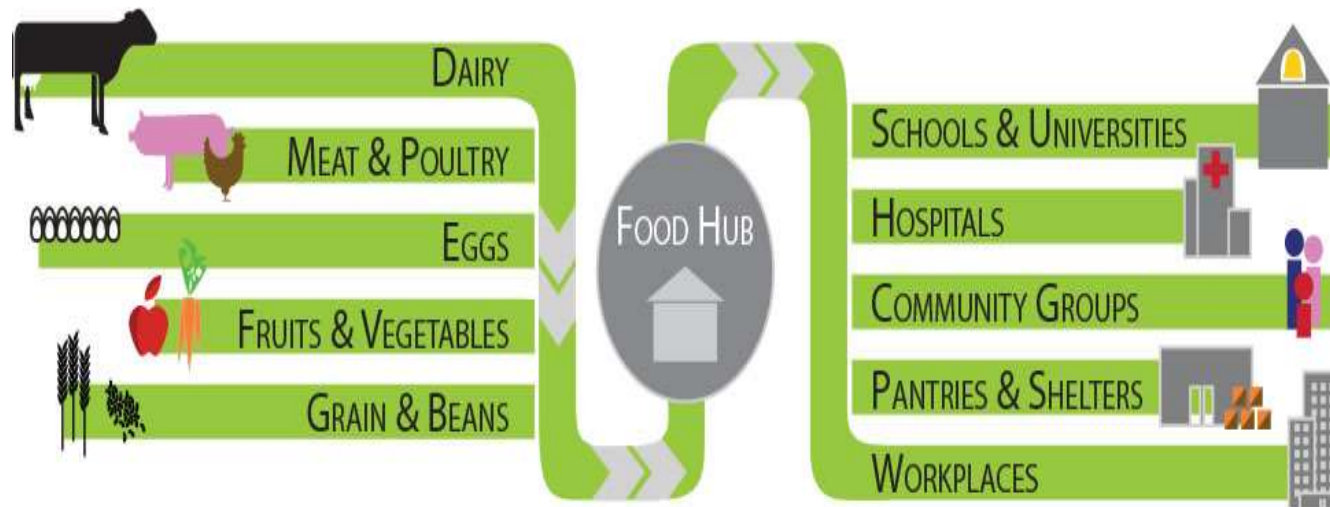 DAIRY
MEAT & POULTRY
EGGS
FRUITS & VEGETABLES
GRAIN & BEANS
FOOD HUB
SCHOOLS & UNIVERSITIES
HOSPITALS
COMMUNITY GROUPS
PANTRIES & SHELTERS
WORKPLACES